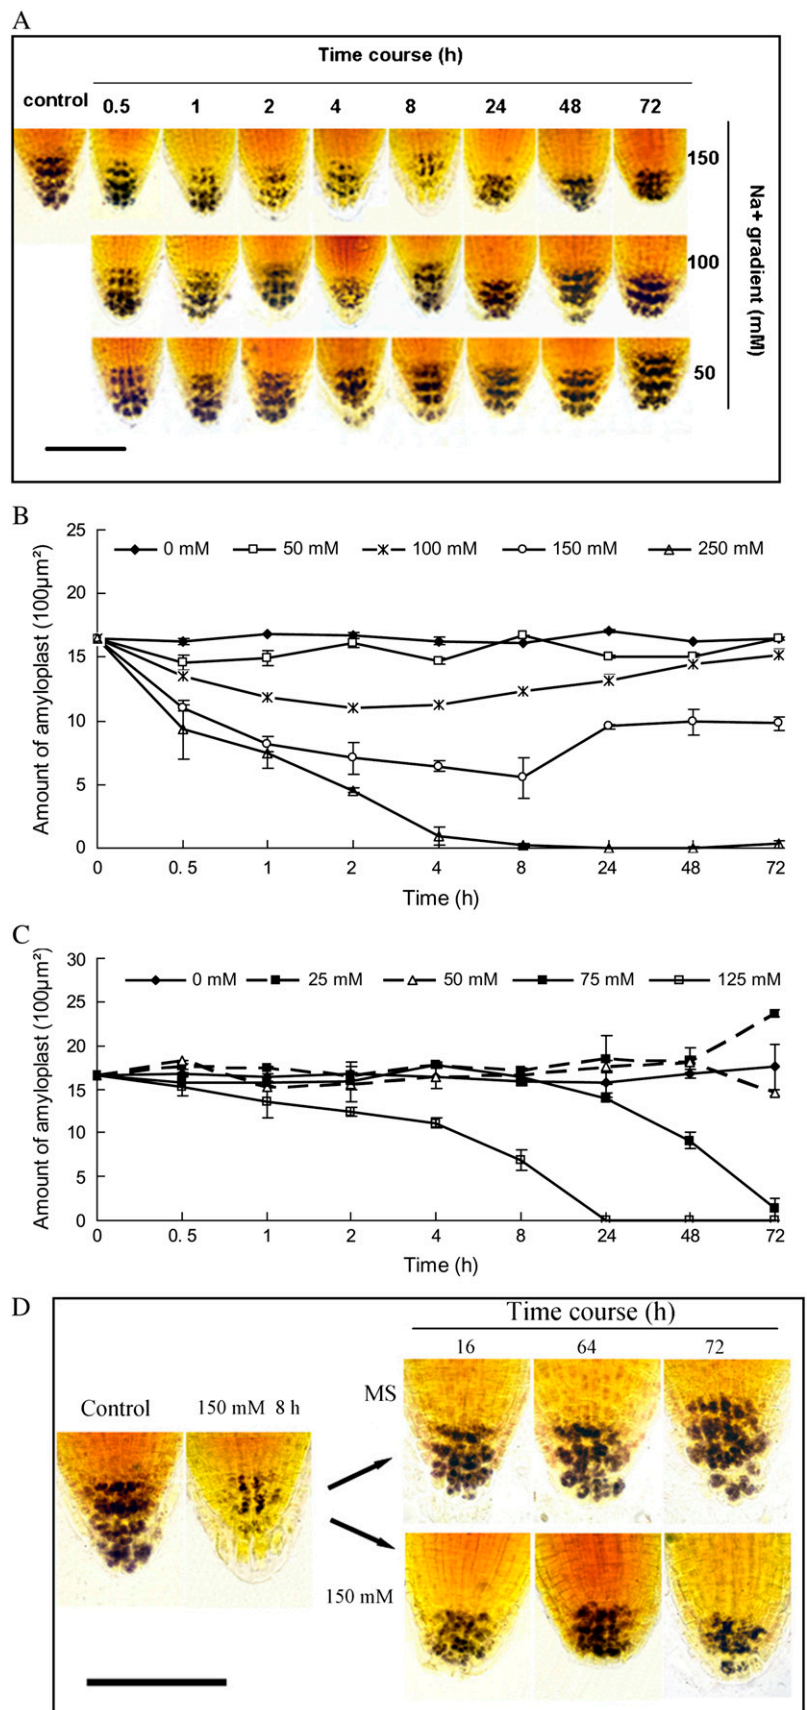 A
Time course (h)
control 0.5 1 2 4 8 24 48 72
150
100
50
Na+ gradient (mM)
B
0 mM 50 mM 100 mM 150 mM 250 mM
Amount of amyloplast (100µm²)
25
20
15
10
5
0
0 0.5 1 2 4 8 24 48 72
Time (h)
C
0 mM 25 mM 50 mM 75 mM 125 mM
Amount of amyloplast (100µm²)
30
25
20
15
10
5
0
0 0.5 1 2 4 8 24 48 72
Time (h)
D
Time course (h)
16 64 72
MS
Control 150 mM 8 h
150 mM